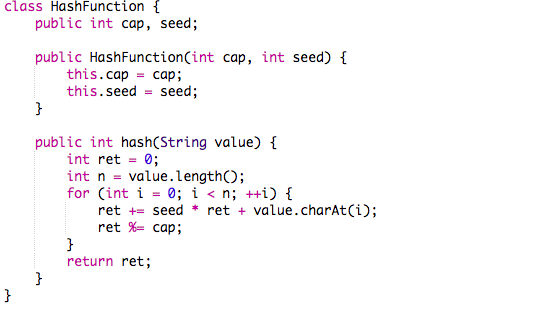 class HashFunction {
    public int cap, seed;

    public HashFunction(int cap, int seed) {
        this.cap = cap;
        this.seed = seed;
    }

    public int hash(String value) {
        int ret = 0;
        int n = value.length();
        for (int i = 0; i < n; ++i) {
            ret += seed * ret + value.charAt(i);
            ret %= cap;
        }
        return ret;
    }
}